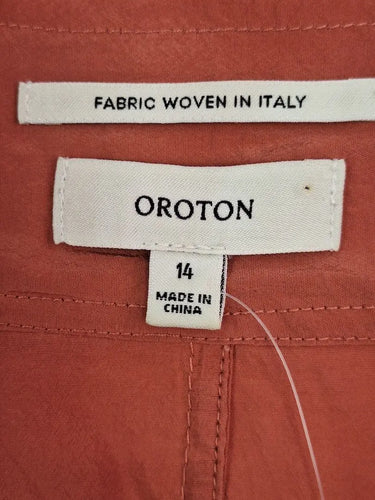 FABRIC WOVEN IN ITALY
OROTON
14
MADE IN
CHINA